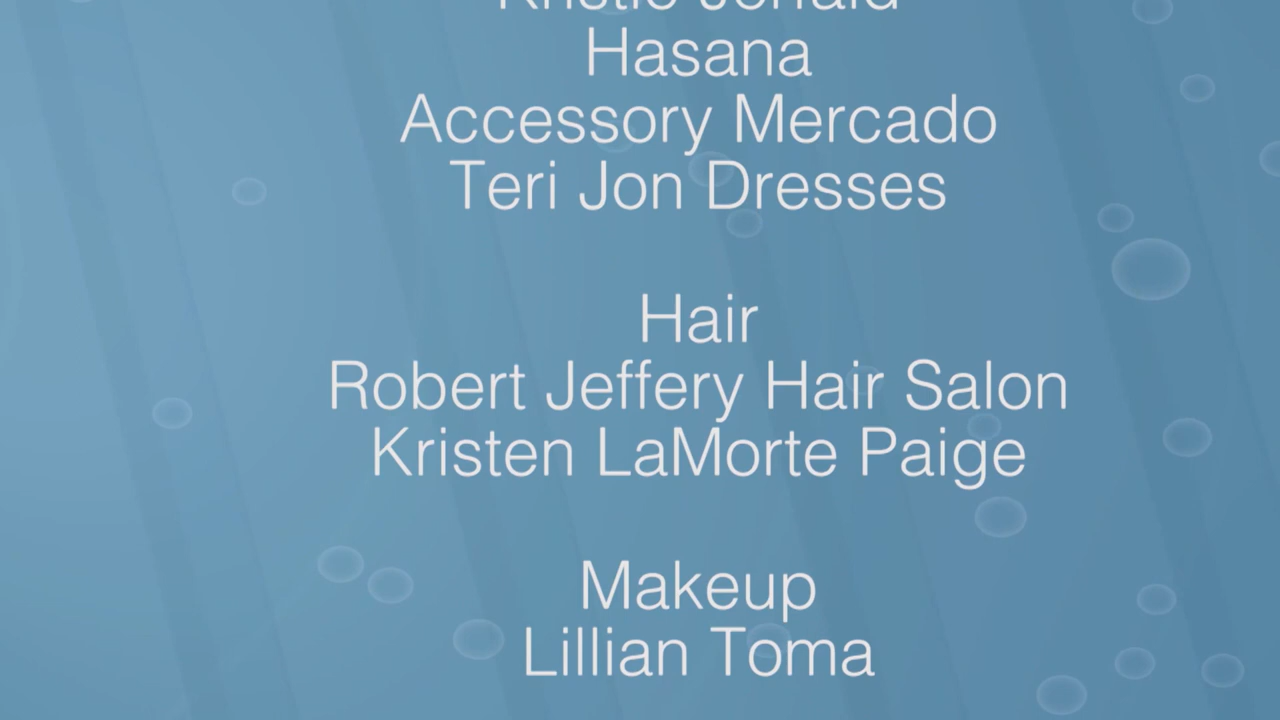 Hasana
Accessory Mercado
Teri Jon Dresses
Hair
Robert Jeffery Hair Salon
Kristen LaMorte Paige
Makeup
Lillian Toma